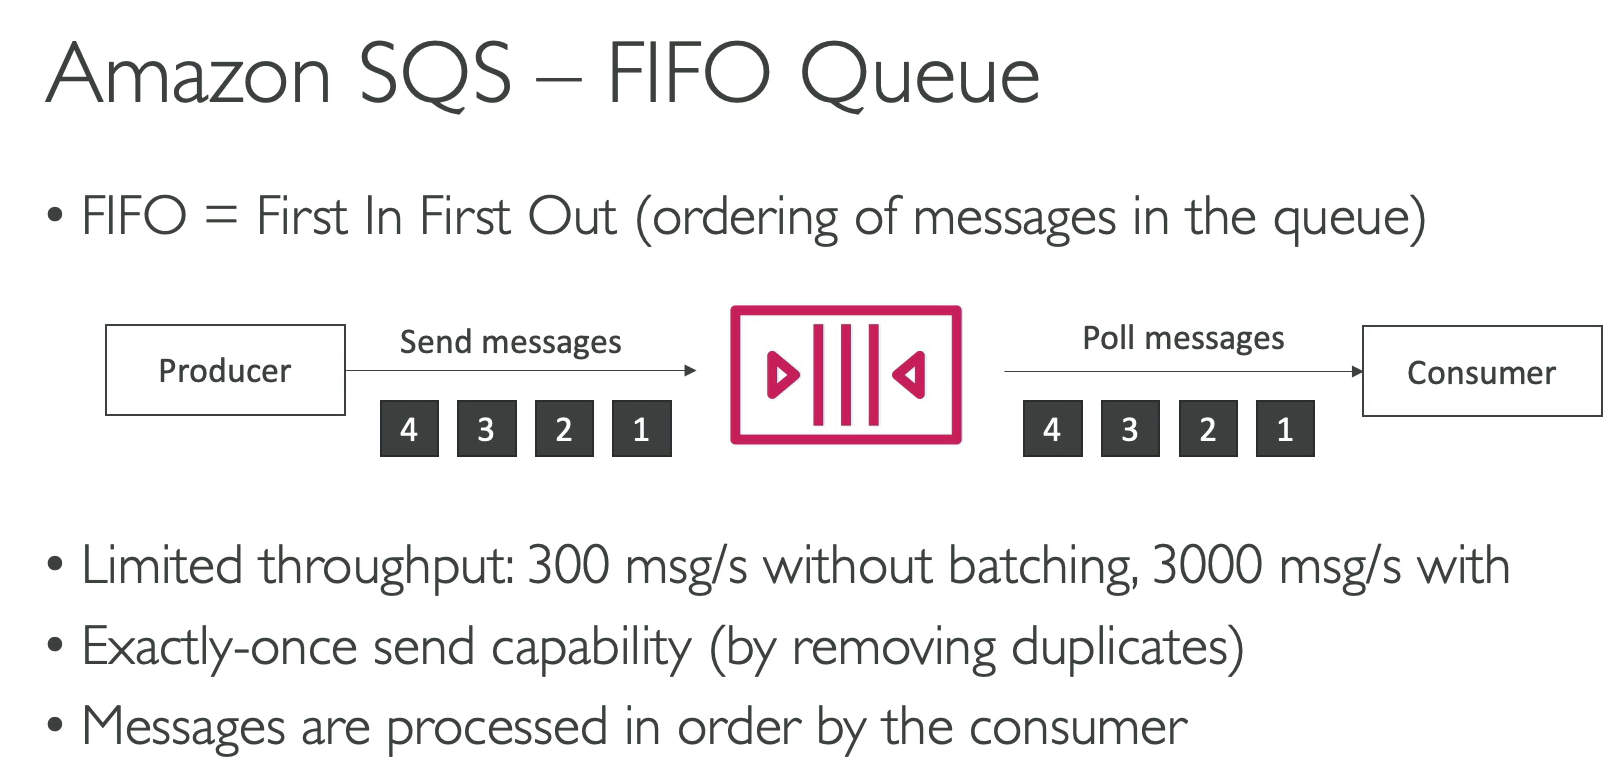 Amazon SQS – FIFO Queue
• FIFO = First In First Out (ordering of messages in the queue)
Producer
Send messages
4 3 2 1
Poll messages
4 3 2 1
Consumer
• Limited throughput: 300 msg/s without batching, 3000 msg/s with
• Exactly-once send capability (by removing duplicates)
• Messages are processed in order by the consumer